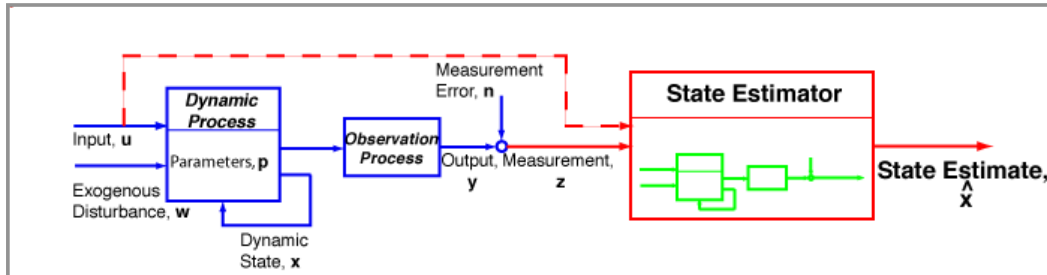 Measurement
Error, n
State Estimator
Dynamic
Process
Input, u
Parameters, p
Observation
Process
Output, Measurement,
y
z
State Estimate,
x̂
Exogenous
Disturbance, w
Dynamic
State, x